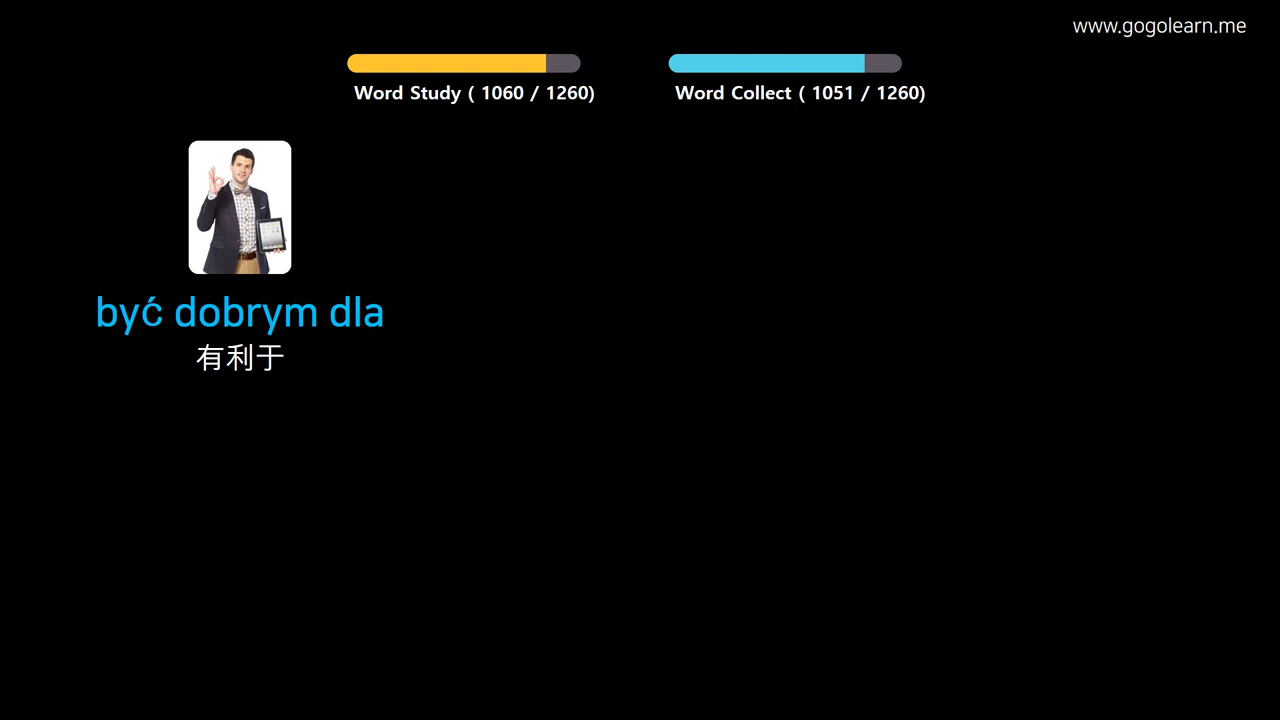 www.gogolearn.me
Word Study ( 1060 / 1260)
Word Collect ( 1051 / 1260)
być dobrym dla
有利于